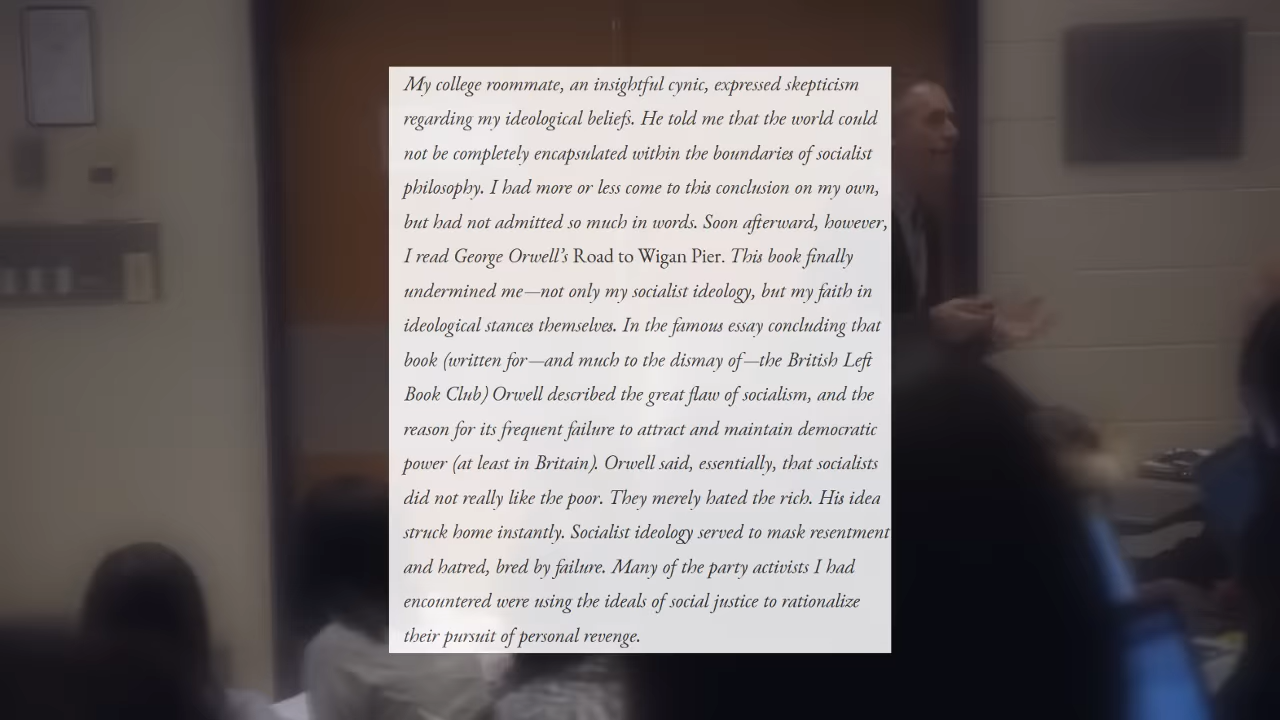 My college roommate, an insightful cynic, expressed skepticism
regarding my ideological beliefs. He told me that the world could
not be completely encapsulated within the boundaries of socialist
philosophy. I had more or less come to this conclusion on my own,
but had not admitted so much in words. Soon afterward, however,
I read George Orwell's Road to Wigan Pier. This book finally
undermined me—not only my socialist ideology, but my faith in
ideological stances themselves. In the famous essay concluding that
book (written for—and much to the dismay of—the British Left
Book Club) Orwell described the great flaw of socialism, and the
reason for its frequent failure to attract and maintain democratic
power (at least in Britain). Orwell said, essentially, that socialists
did not really like the poor. They merely hated the rich. His idea
struck home instantly. Socialist ideology served to mask resentment
and hatred, bred by failure. Many of the party activists I had
encountered were using the ideals of social justice to rationalize
their pursuit of personal revenge.